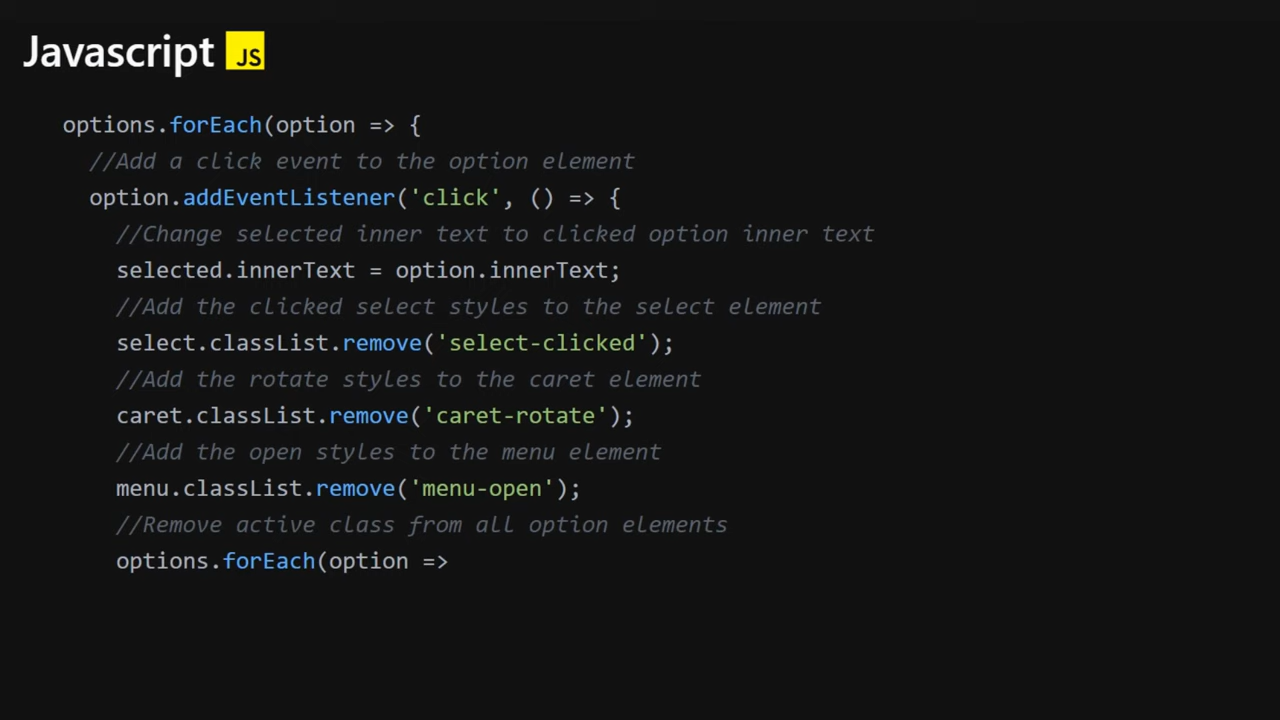 Javascript JS
options.forEach(option => {
//Add a click event to the option element
option.addEventListener('click', () => {
//Change selected inner text to clicked option inner text
selected.innerText = option.innerText;
//Add the clicked select styles to the select element
select.classList.remove('select-clicked');
//Add the rotate styles to the caret element
caret.classList.remove('caret-rotate');
//Add the open styles to the menu element
menu.classList.remove('menu-open');
//Remove active class from all option elements
options.forEach(option =>